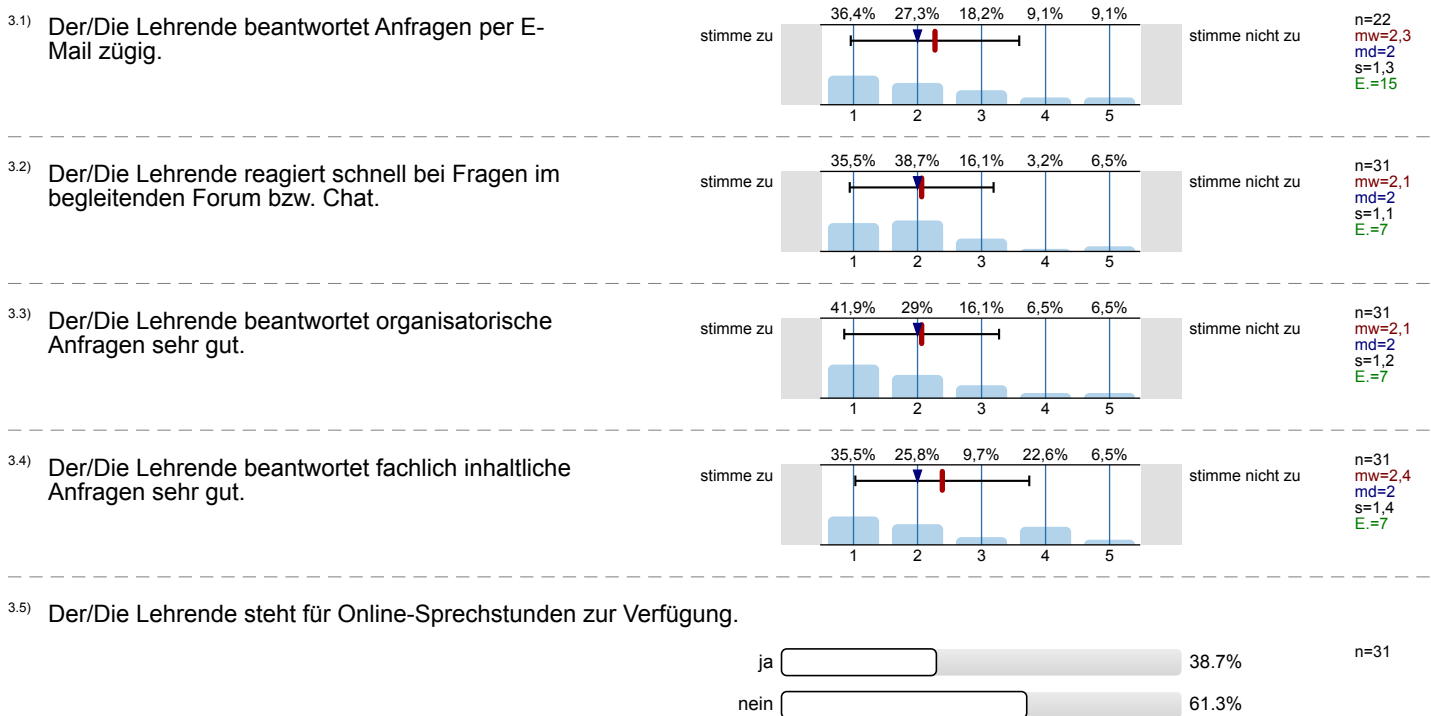 3.1) Der/Die Lehrende beantwortet Anfragen per E-
Mail zügig.
stimme zu
36,4% 27,3% 18,2% 9,1% 9,1%
1 2 3 4 5
stimme nicht zu
n=22
mw=2,3
md=2
s=1,3
E.=15
3.2) Der/Die Lehrende reagiert schnell bei Fragen im
begleitenden Forum bzw. Chat.
stimme zu
35,5% 38,7% 16,1% 3,2% 6,5%
1 2 3 4 5
stimme nicht zu
n=31
mw=2,1
md=2
s=1,1
E.=7
3.3) Der/Die Lehrende beantwortet organisatorische
Anfragen sehr gut.
stimme zu
41,9% 29% 16,1% 6,5% 6,5%
1 2 3 4 5
stimme nicht zu
n=31
mw=2,1
md=2
s=1,2
E.=7
3.4) Der/Die Lehrende beantwortet fachlich inhaltliche
Anfragen sehr gut.
stimme zu
35,5% 25,8% 9,7% 22,6% 6,5%
1 2 3 4 5
stimme nicht zu
n=31
mw=2,4
md=2
s=1,4
E.=7
3.5) Der/Die Lehrende steht für Online-Sprechstunden zur Verfügung.
ja 38.7% n=31
nein 61.3%